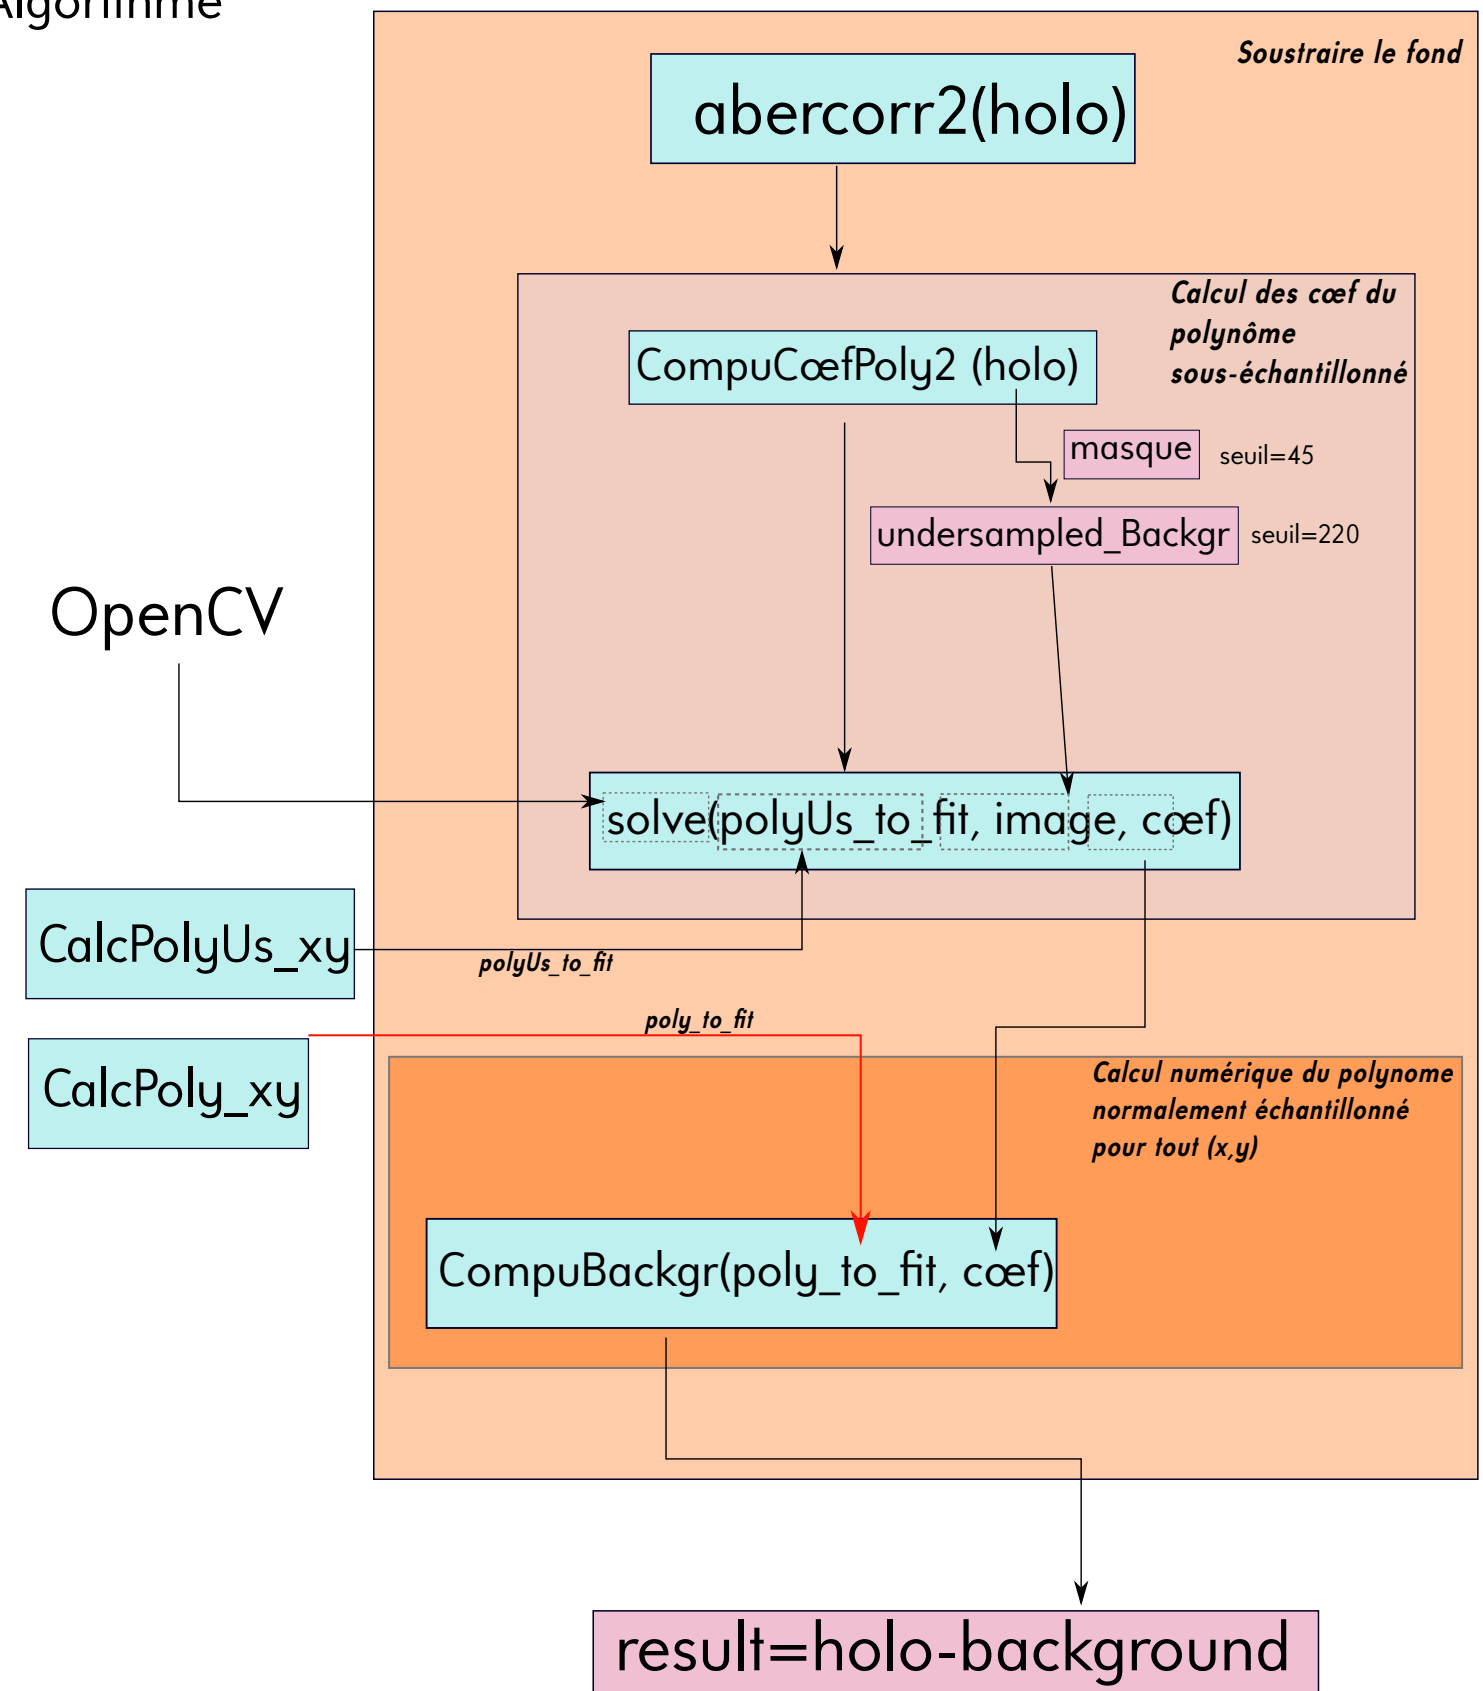 Algorithme
Soustraire le fond
abercorr2(holo)
Calcul des cœf du
polynôme
sous-échantillonné
CompuCœfPoly2 (holo)
masque
seuil=45
undersampled_Backgr
seuil=220
OpenCV
solve(polyUs_to_fit, image, cœf)
CalcPolyUs_xy
polyUs_to_fit
poly_to_fit
CalcPoly_xy
Calcul numérique du polynome
normalement échantillonné
pour tout (x,y)
CompuBackgr(poly_to_fit, cœf)
result=holo-background